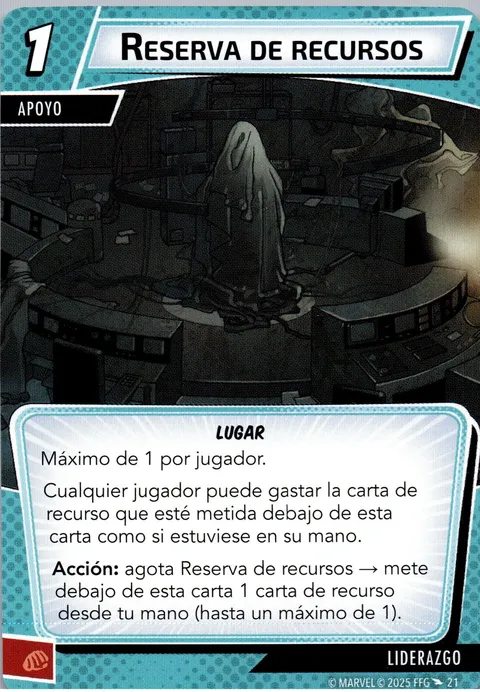 1
RESERVA DE RECURSOS
APOYO
LUGAR
Máximo de 1 por jugador.
Cualquier jugador puede gastar la carta de
recurso que esté metida debajo de esta
carta como si estuviese en su mano.
Acción: agota Reserva de recursos → mete
debajo de esta carta 1 carta de recurso
desde tu mano (hasta un máximo de 1).
LIDERAZGO
© MARVEL © 2025 FFG 21